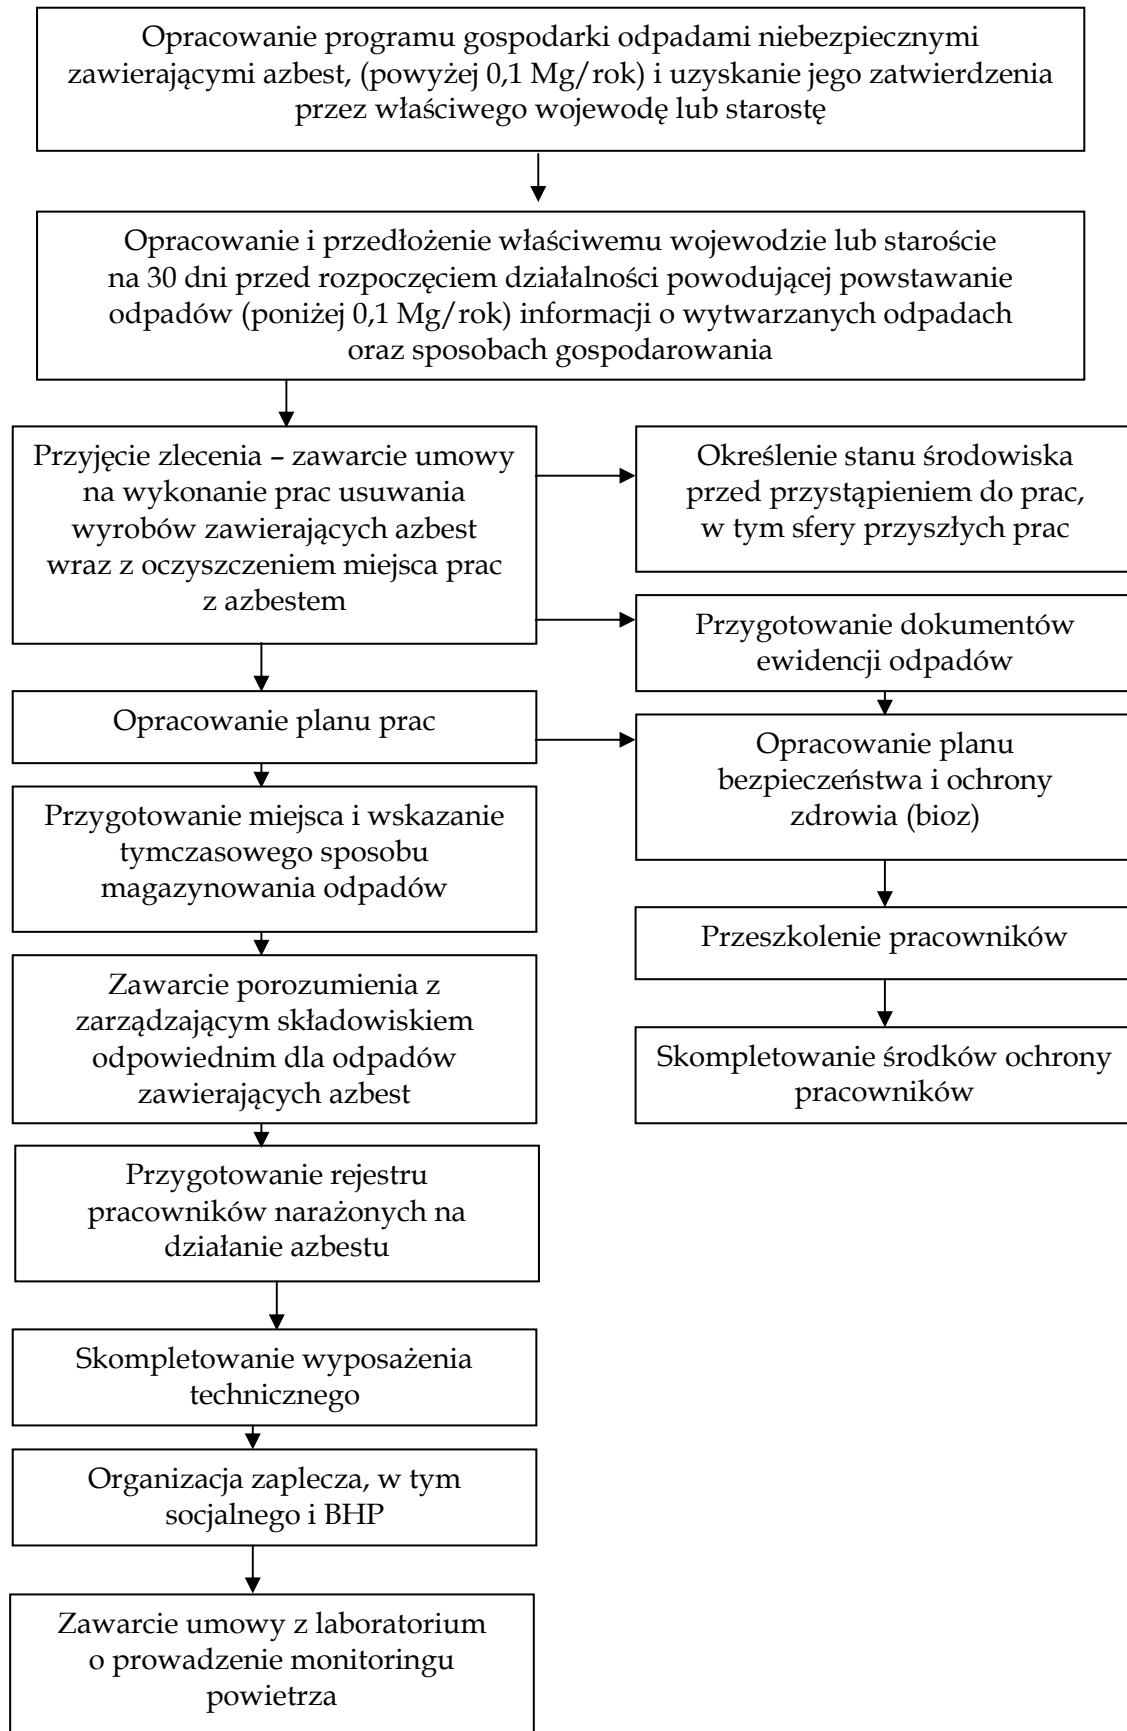 Opracowanie programu gospodarki odpadami niebezpiecznymi
zawierającymi azbest, (powyżej 0,1 Mg/rok) i uzyskanie jego zatwierdzenia
przez właściwego wojewodę lub starostę
Opracowanie i przedłożenie właściwemu wojewodzie lub staroście
na 30 dni przed rozpoczęciem działalności powodującej powstawanie
odpadów (poniżej 0,1 Mg/rok) informacji o wytwarzanych odpadach
oraz sposobach gospodarowania
Przyjęcie zlecenia – zawarcie umowy
na wykonanie prac usuwania
wyrobów zawierających azbest
wraz z oczyszczeniem miejsca prac
z azbestem
Określenie stanu środowiska
przed przystąpieniem do prac,
w tym sfery przyszłych prac
Przygotowanie dokumentów
ewidencji odpadów
Opracowanie planu prac
Opracowanie planu
bezpieczeństwa i ochrony
zdrowia (bioz)
Przygotowanie miejsca i wskazanie
tymczasowego sposobu
magazynowania odpadów
Przeszkolenie pracowników
Zawarcie porozumienia z
zarządzającym składowiskiem
odpowiednim dla odpadów
zawierających azbest
Skompletowanie środków ochrony
pracowników
Przygotowanie rejestru
pracowników narażonych na
działanie azbestu
Skompletowanie wyposażenia
technicznego
Organizacja zaplecza, w tym
socjalnego i BHP
Zawarcie umowy z laboratorium
o prowadzenie monitoringu
powietrza